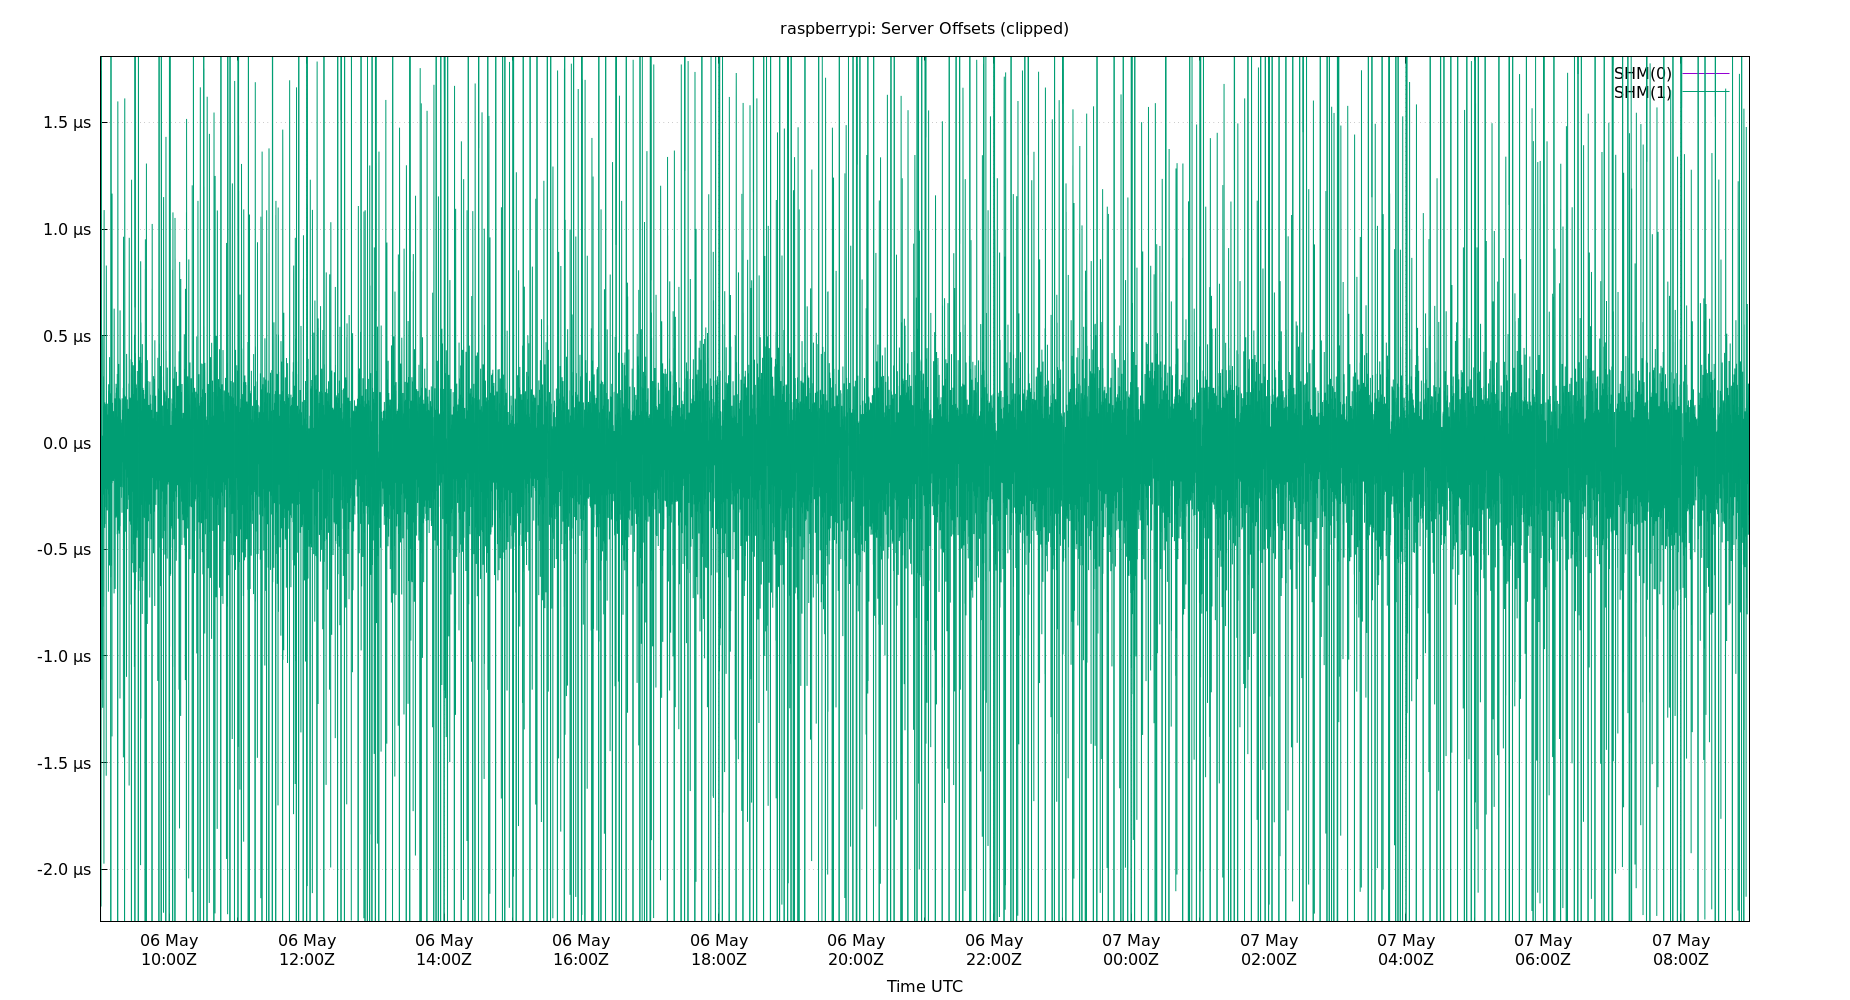 raspberrypi: Server Offsets (clipped)
SHM(0)
SHM(1)
1.5 µs
1.0 µs
0.5 µs
0.0 µs
-0.5 µs
-1.0 µs
-1.5 µs
-2.0 µs
06 May 06 May 06 May 06 May 06 May 06 May 06 May 07 May 07 May 07 May 07 May 07 May
10:00Z 12:00Z 14:00Z 16:00Z 18:00Z 20:00Z 22:00Z 00:00Z 02:00Z 04:00Z 06:00Z 08:00Z
Time UTC